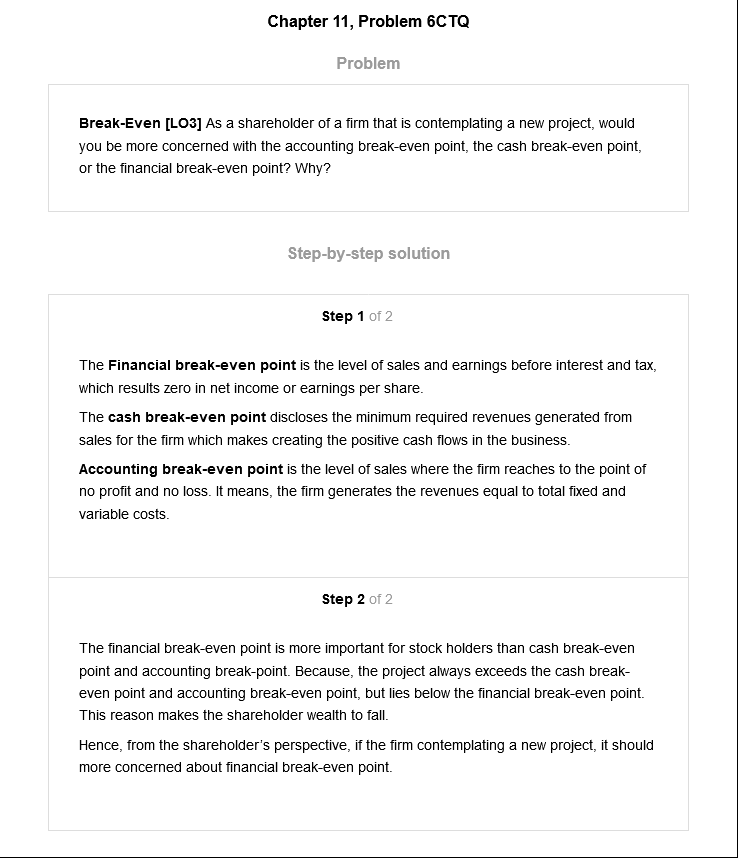 Chapter 11, Problem 6CTQ
Problem
Break-Even [LO3] As a shareholder of a firm that is contemplating a new project, would
you be more concerned with the accounting break-even point, the cash break-even point,
or the financial break-even point? Why?
Step-by-step solution
Step 1 of 2
The Financial break-even point is the level of sales and earnings before interest and tax,
which results zero in net income or earnings per share.
The cash break-even point discloses the minimum required revenues generated from
sales for the firm which makes creating the positive cash flows in the business.
Accounting break-even point is the level of sales where the firm reaches to the point of
no profit and no loss. It means, the firm generates the revenues equal to total fixed and
variable costs.
Step 2 of 2
The financial break-even point is more important for stock holders than cash break-even
point and accounting break-point. Because, the project always exceeds the cash break-
even point and accounting break-even point, but lies below the financial break-even point.
This reason makes the shareholder wealth to fall.
Hence, from the shareholder's perspective, if the firm contemplating a new project, it should
more concerned about financial break-even point.